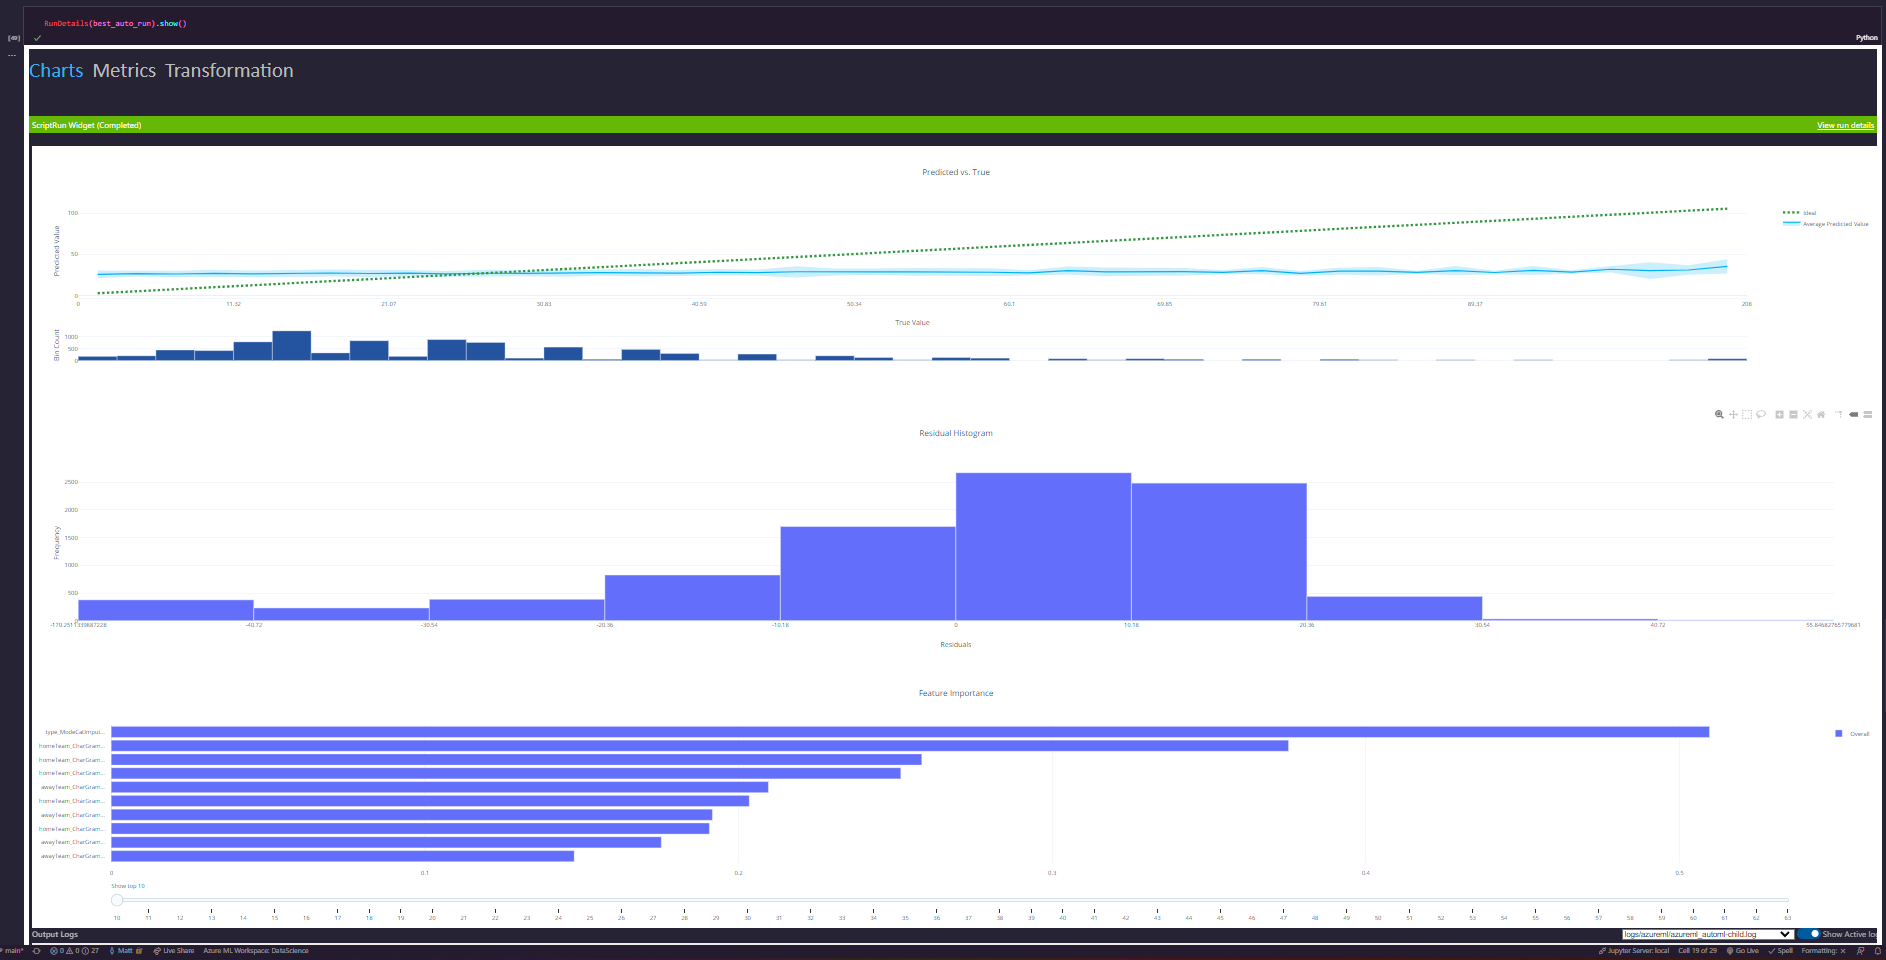 RunDetails(best_auto_run).show()
[49]
Python
...
Charts Metrics Transformation
ScriptRun Widget (Completed)
View run details
Predicted vs. True
Predicted Value
100
50
0
Ideal
Average Predicted Value
0 11.32 21.07 30.83 40.59 50.34 60.1 69.85 79.61 89.37 208
True Value
Bin Count
1000
500
0
Residual Histogram
Frequency
2500
2000
1500
1000
500
-40.72 -30.54 -20.36 -10.18 0 10.18 20.36 30.54 40.72
Residuals
Feature Importance
homeTeam_CharGram...
homeTeam_CharGram...
homeTeam_CharGram...
awayTeam_CharGram...
homeTeam_CharGram...
awayTeam_CharGram...
homeTeam_CharGram...
awayTeam_CharGram...
awayTeam_CharGram...
Overall
0 0.1 0.2 0.3 0.4 0.5
Show top 10
10 11 12 13 14 15 16 17 18 19 20 21 22 23 24 25 26 27 28 29 30 31 32 33 34 35 36 37 38 39 40 41 42 43 44 45 46 47 48 49 50 51 52 53 54 55 56 57 58 59 60 61 62 63
Output Logs
logs/azureml/azureml_automl-child.log
Show Active log
main* 0 0 27 Matt Live Share Azure ML Workspace: DataScience
Jupyter Server: local Cell 19 of 29 Go Live Spell Formatting: ×